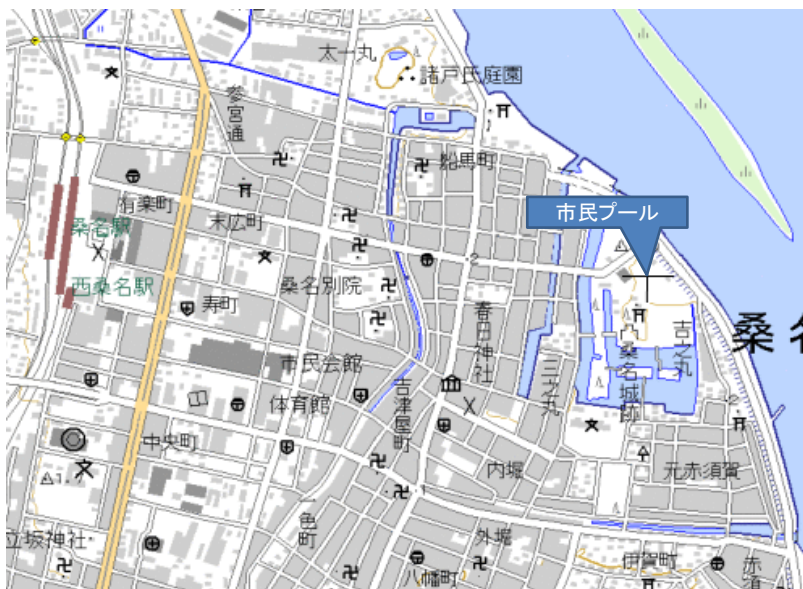 太一丸
諸戸氏庭園
参宮通
船馬町
市民プール
有楽町
末広町
桑名駅
西桑名駅
桑名別院
寿町
春日神社
吉之丸
桑名
三之丸
桑名城跡
市民会館
体育館
吉津屋町
中央町
内堀
元赤須賀
一色町
外堀
立坂神社
伊賀町
八幡町
赤須